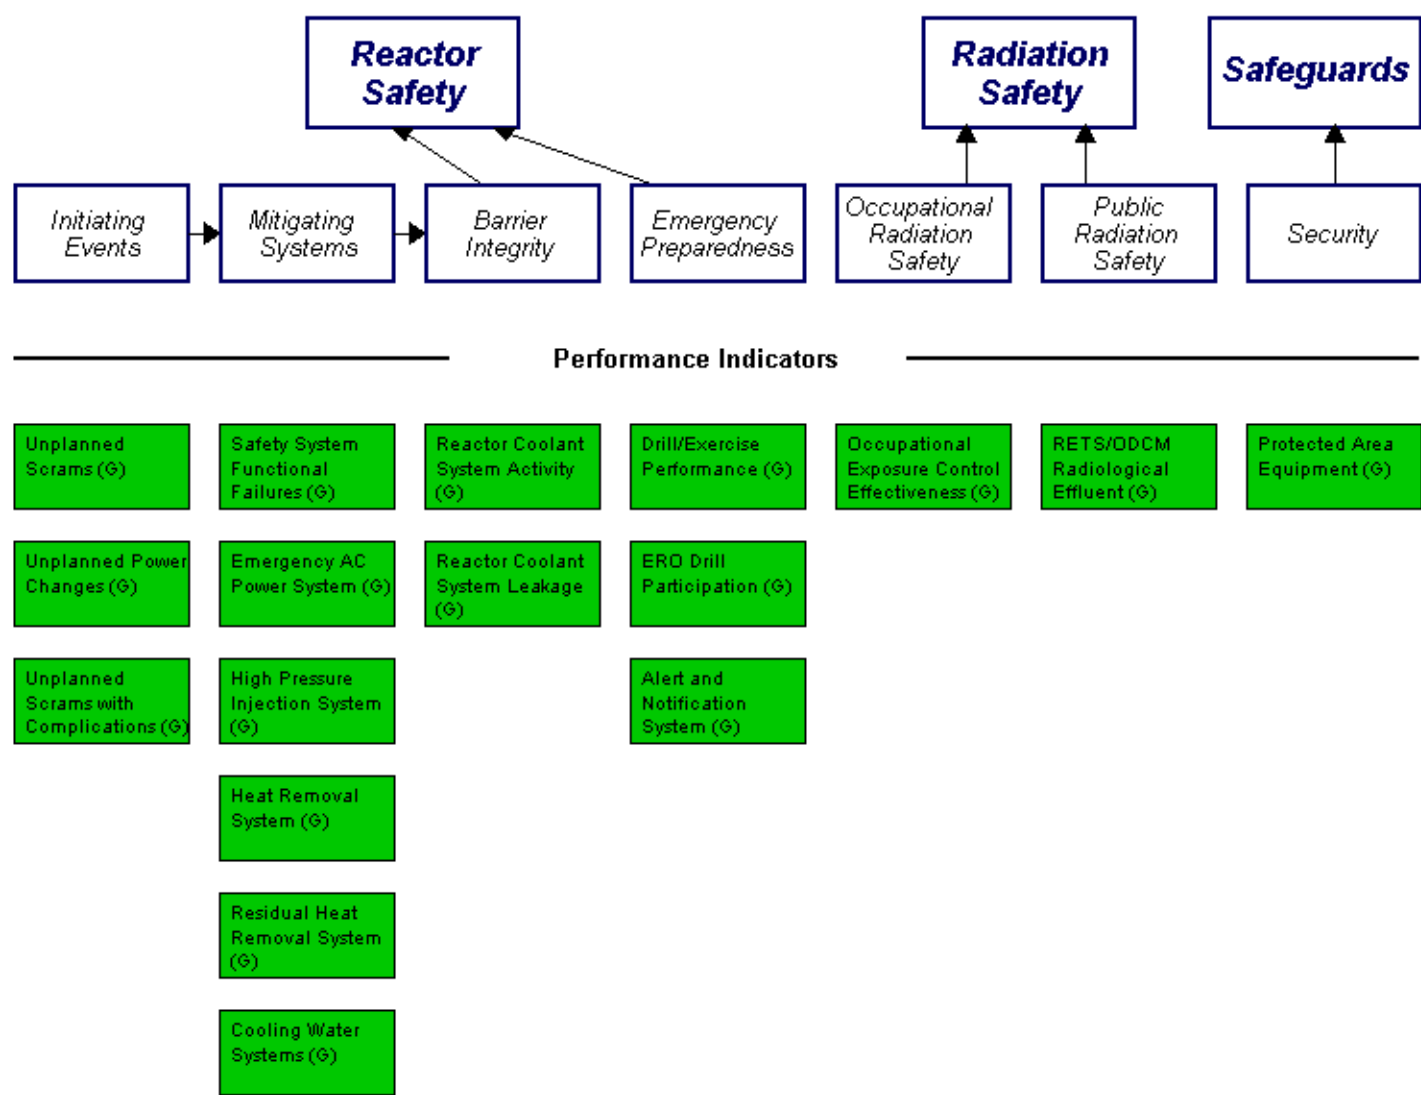 Reactor
Safety
Radiation
Safety
Safeguards
Initiating
Events
Mitigating
Systems
Barrier
Integrity
Emergency
Preparedness
Occupational
Radiation
Safety
Public
Radiation
Safety
Security
Performance Indicators
Unplanned
Scrams (G)
Safety System
Functional
Failures (G)
Reactor Coolant
System Activity
(G)
Drill/Exercise
Performance (G)
Occupational
Exposure Control
Effectiveness (G)
RETS/ODCM
Radiological
Effluent (G)
Protected Area
Equipment (G)
Unplanned Power
Changes (G)
Emergency AC
Power System (G)
Reactor Coolant
System Leakage
(G)
ERO Drill
Participation (G)
Unplanned
Scrams with
Complications (G)
High Pressure
Injection System
(G)
Alert and
Notification
System (G)
Heat Removal
System (G)
Residual Heat
Removal System
(G)
Cooling Water
Systems (G)